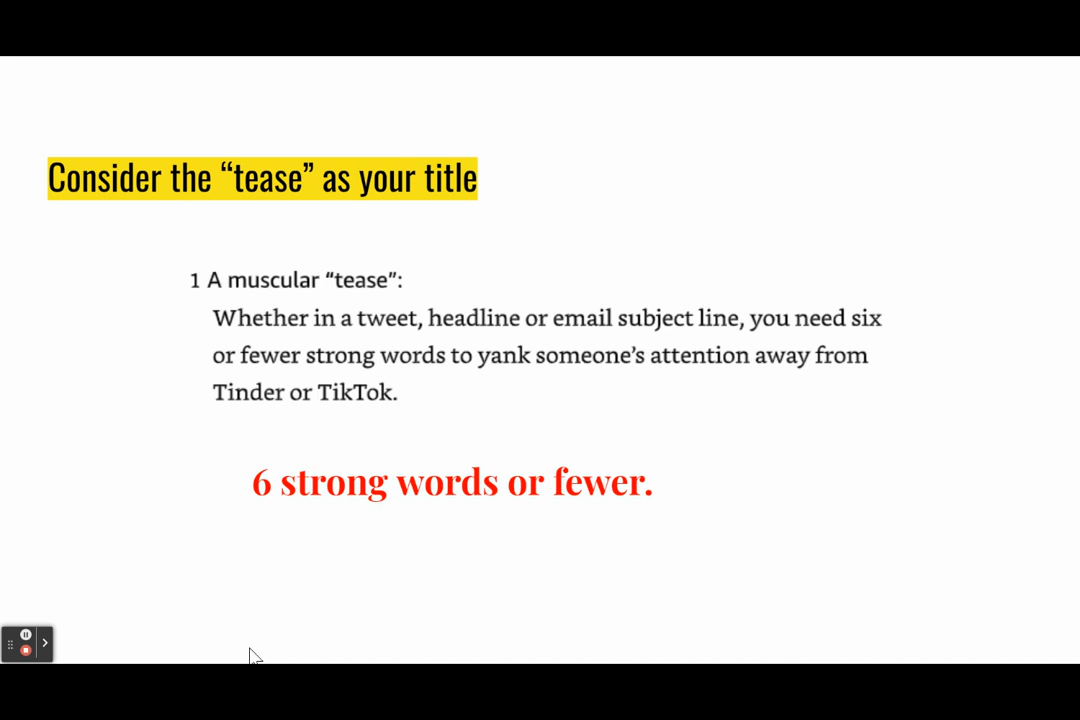 Consider the “tease” as your title
1 A muscular “tease”:
Whether in a tweet, headline or email subject line, you need six
or fewer strong words to yank someone’s attention away from
Tinder or TikTok.
6 strong words or fewer.